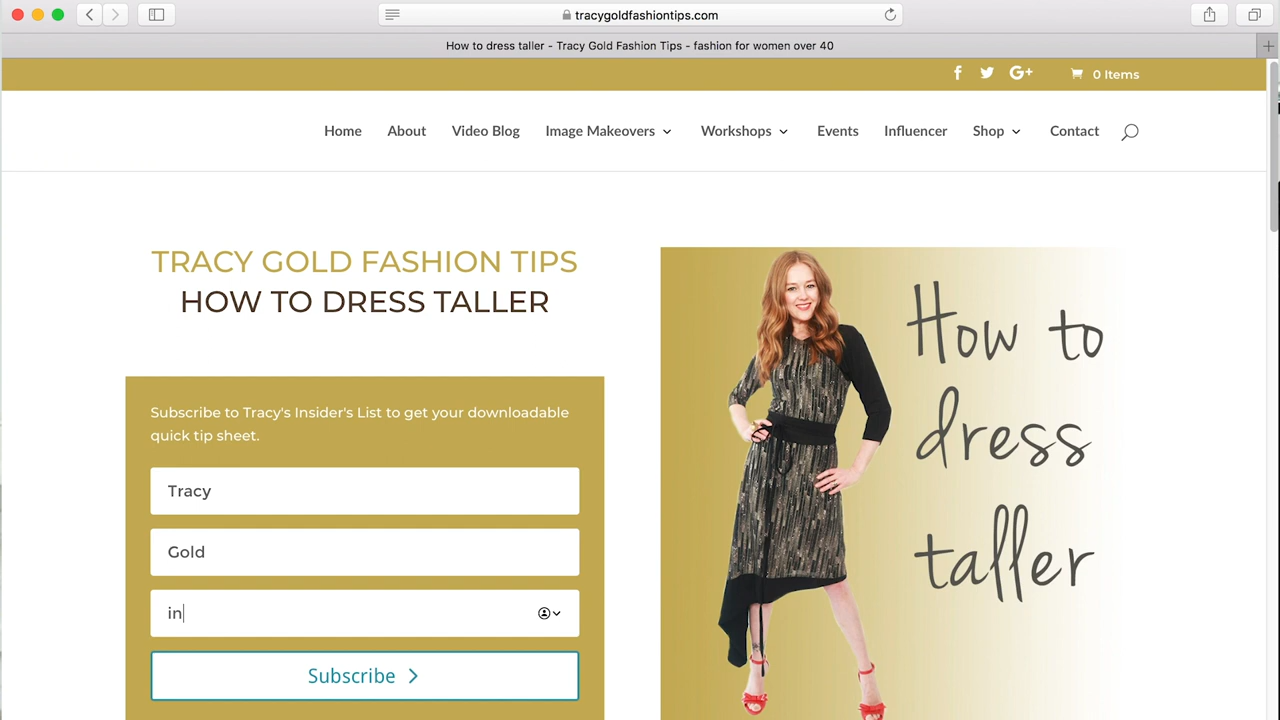 tracygoldfashiontips.com
How to dress taller - Tracy Gold Fashion Tips - fashion for women over 40
0 Items
Home About Video Blog Image Makeovers Workshops Events Influencer Shop Contact
TRACY GOLD FASHION TIPS
HOW TO DRESS TALLER
Subscribe to Tracy's Insider's List to get your downloadable
quick tip sheet.
Tracy
Gold
in
Subscribe
How to
dress
taller